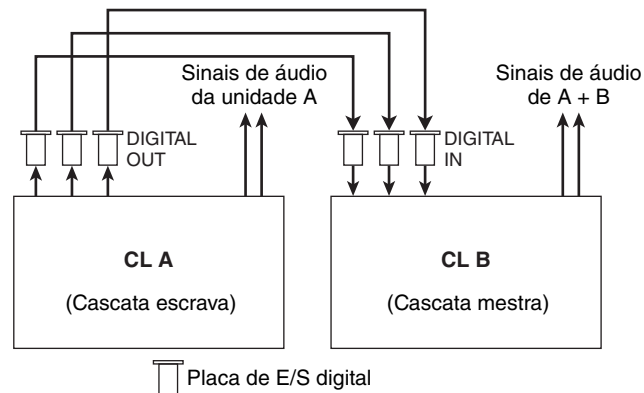 Sinais de áudio
da unidade A
Sinais de áudio
de A + B
DIGITAL
OUT
DIGITAL
IN
CL A
(Cascata escrava)
CL B
(Cascata mestra)
Placa de E/S digital